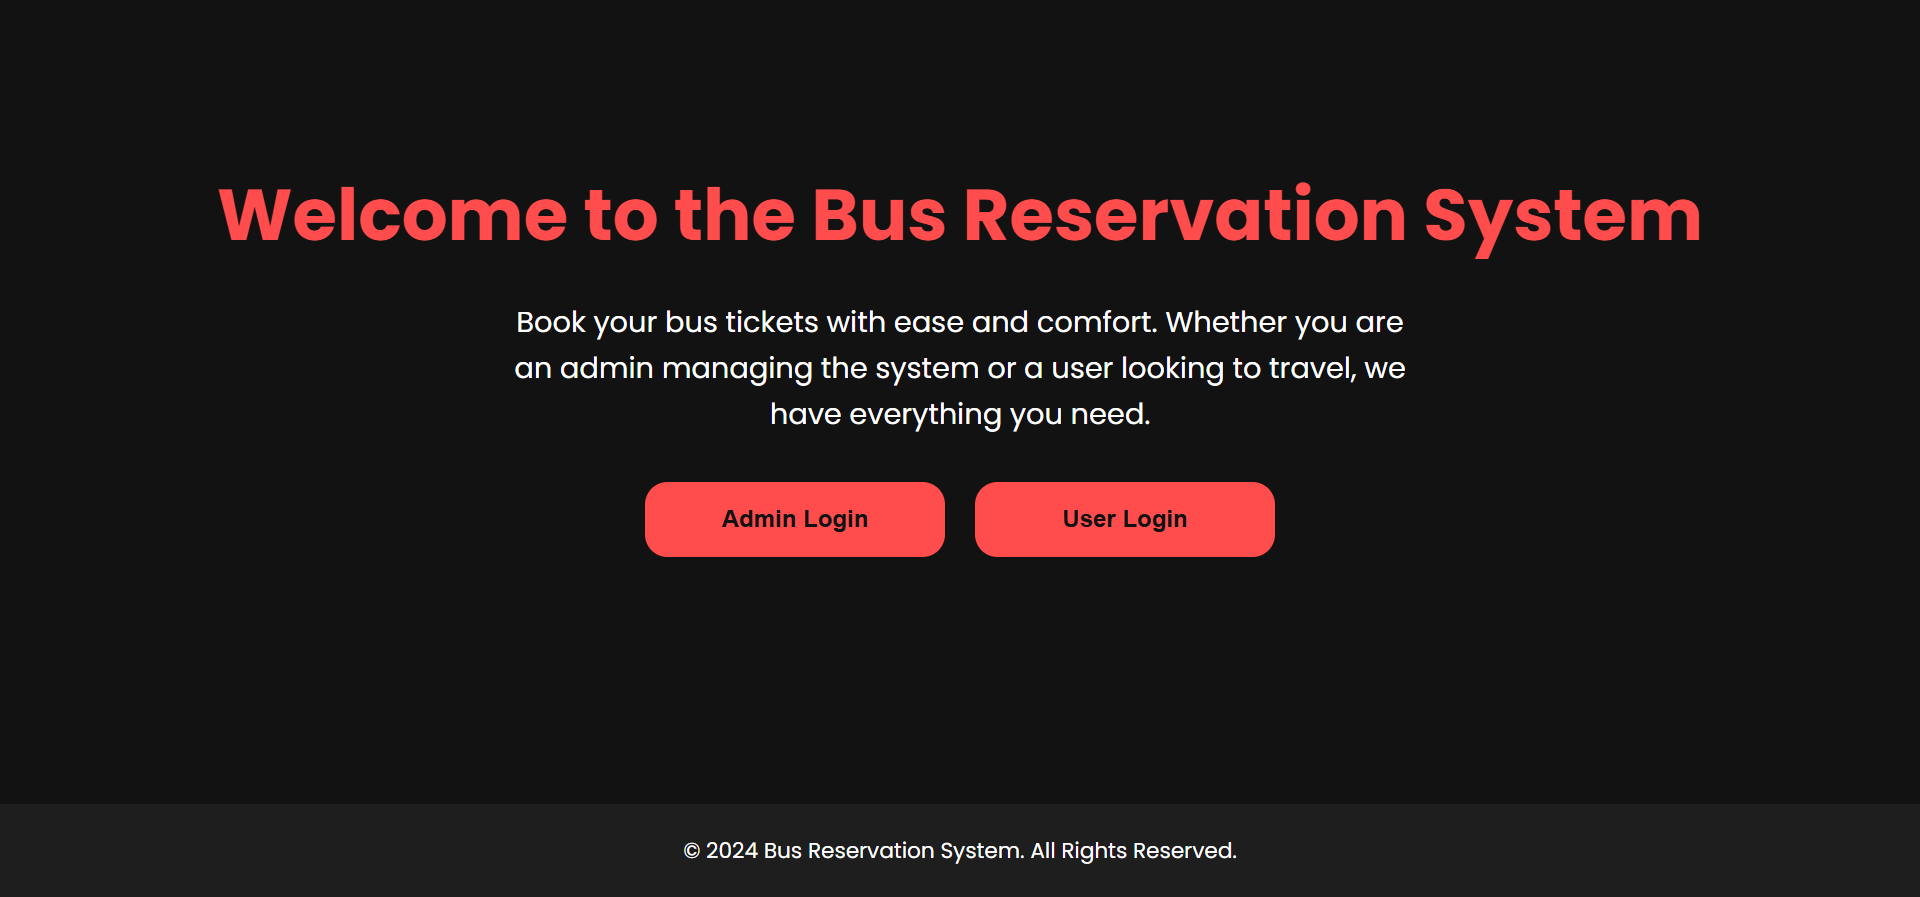 Welcome to the Bus Reservation System
Book your bus tickets with ease and comfort. Whether you are
an admin managing the system or a user looking to travel, we
have everything you need.
Admin Login
User Login
© 2024 Bus Reservation System. All Rights Reserved.